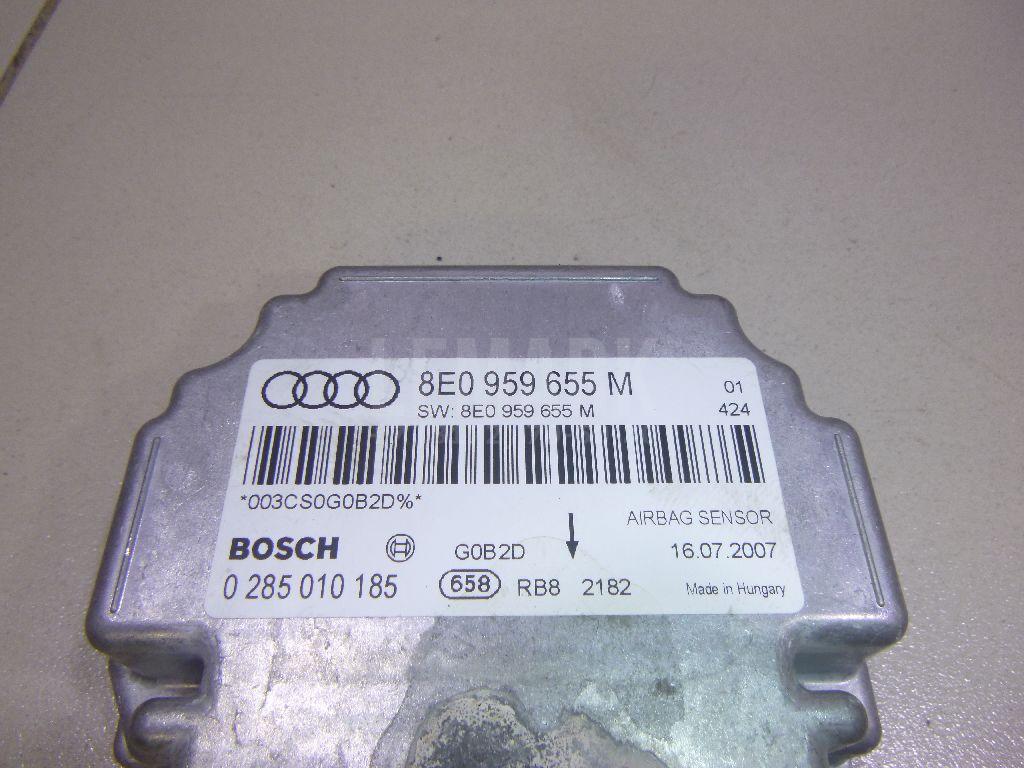 8E0 959 655 M 01
SW: 8E0 959 655 M 424
*003CS0G0B2D%*
AIRBAG SENSOR
BOSCH G0B2D 16.07.2007
0 285 010 185 658 RB8 2182 Made in Hungary
LEMARK